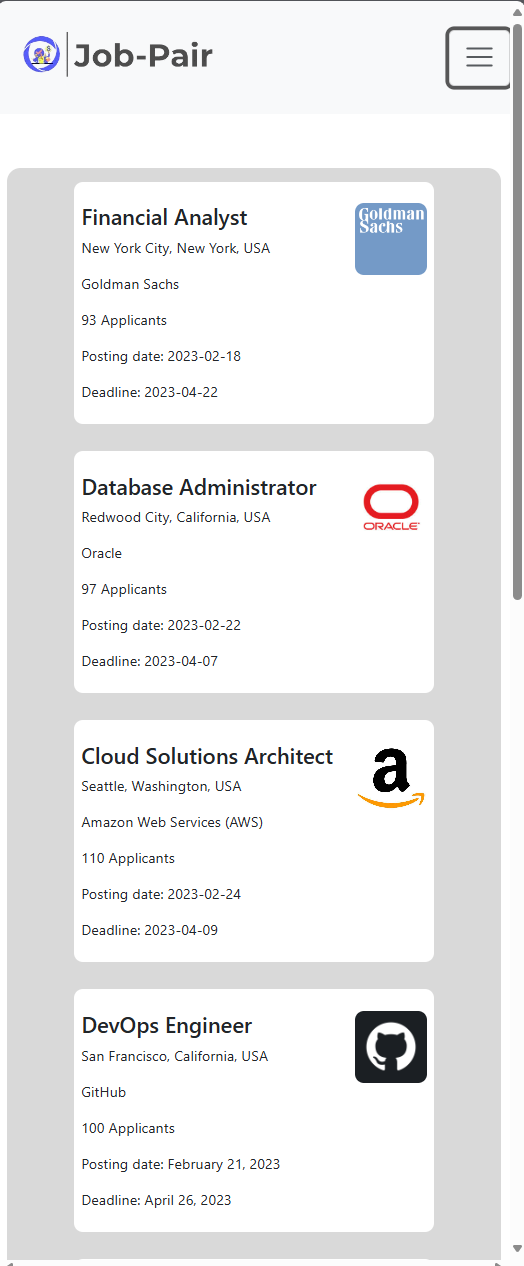 Job-Pair
Financial Analyst
Goldman
Sachs
New York City, New York, USA
Goldman Sachs
93 Applicants
Posting date: 2023-02-18
Deadline: 2023-04-22
Database Administrator
ORACLE
Redwood City, California, USA
Oracle
97 Applicants
Posting date: 2023-02-22
Deadline: 2023-04-07
Cloud Solutions Architect
a
Seattle, Washington, USA
Amazon Web Services (AWS)
110 Applicants
Posting date: 2023-02-24
Deadline: 2023-04-09
DevOps Engineer
San Francisco, California, USA
GitHub
100 Applicants
Posting date: February 21, 2023
Deadline: April 26, 2023